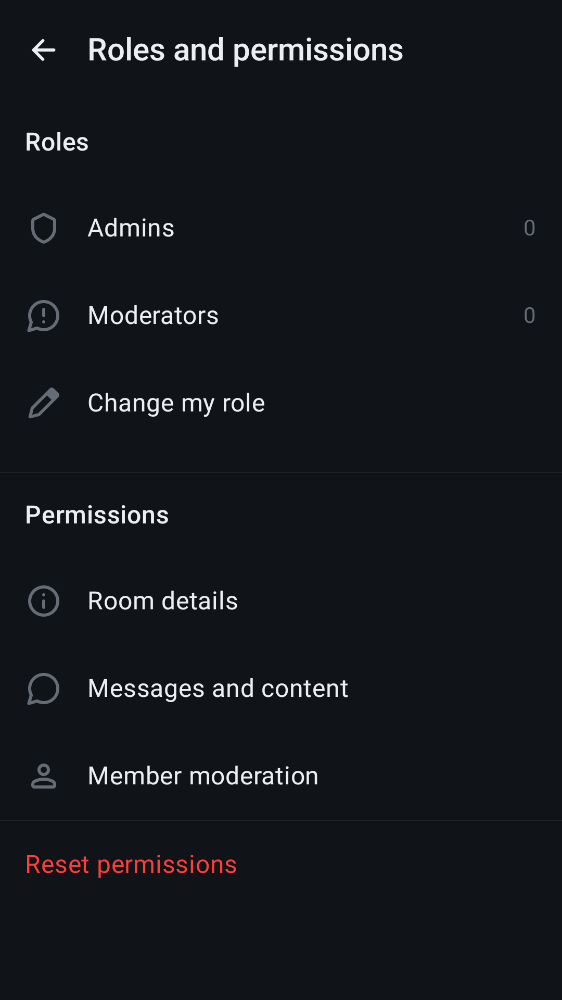 Roles and permissions
Roles
Admins 0
Moderators 0
Change my role
Permissions
Room details
Messages and content
Member moderation
Reset permissions